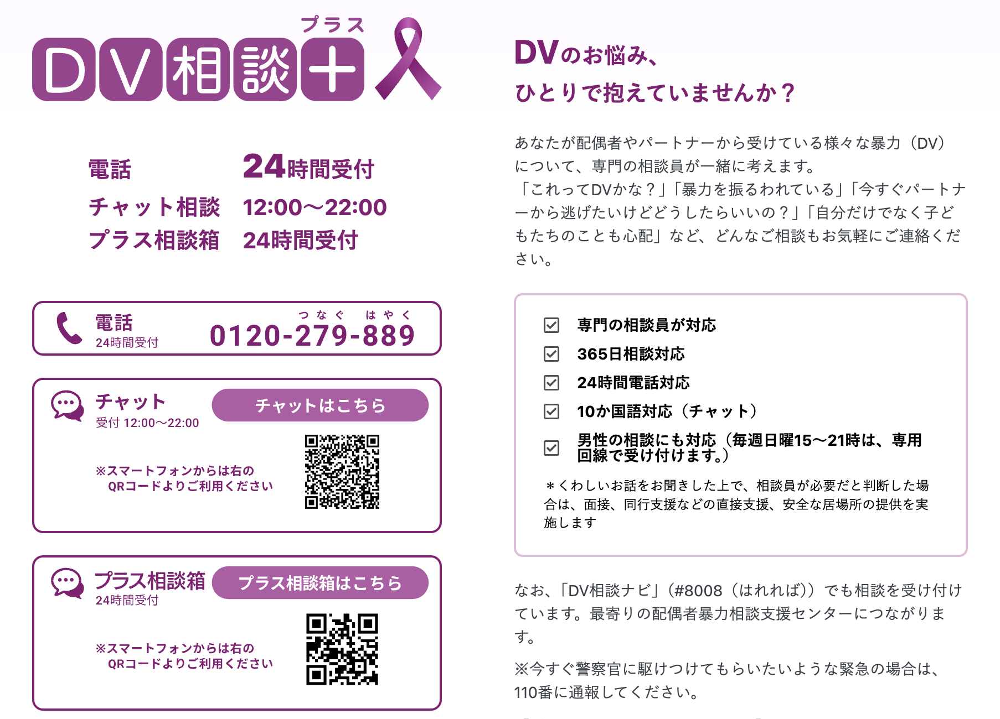 プラス
DV相談+
電話 24時間受付
チャット相談 12:00〜22:00
プラス相談箱 24時間受付
電話
24時間受付
つなぐ はやく
0120-279-889
チャット
受付 12:00〜22:00
チャットはこちら
※スマートフォンからは右の
QRコードよりご利用ください
プラス相談箱
24時間受付
プラス相談箱はこちら
※スマートフォンからは右の
QRコードよりご利用ください
DVのお悩み、
ひとりで抱えていませんか？
あなたが配偶者やパートナーから受けている様々な暴力（DV）
について、専門の相談員が一緒に考えます。
「これってDVかな？」「暴力を振るわれている」「今すぐパートナ
ーから逃げたいけどどうしたらいいの？」「自分だけでなく子ど
もたちのことも心配」など、どんなご相談もお気軽にご連絡くだ
さい。
専門の相談員が対応
365日相談対応
24時間電話対応
10か国語対応（チャット）
男性の相談にも対応（毎週日曜15〜21時は、専用
回線で受け付けます。）
＊くわしいお話をお聞きした上で、相談員が必要だと判断した場
合は、面接、同行支援などの直接支援、安全な居場所の提供を実
施します
なお、「DV相談ナビ」（#8008（はれれば））でも相談を受け付け
ています。最寄りの配偶者暴力相談支援センターにつながりま
す。
※今すぐ警察官に駆けつけてもらいたいような緊急の場合は、
110番に通報してください。